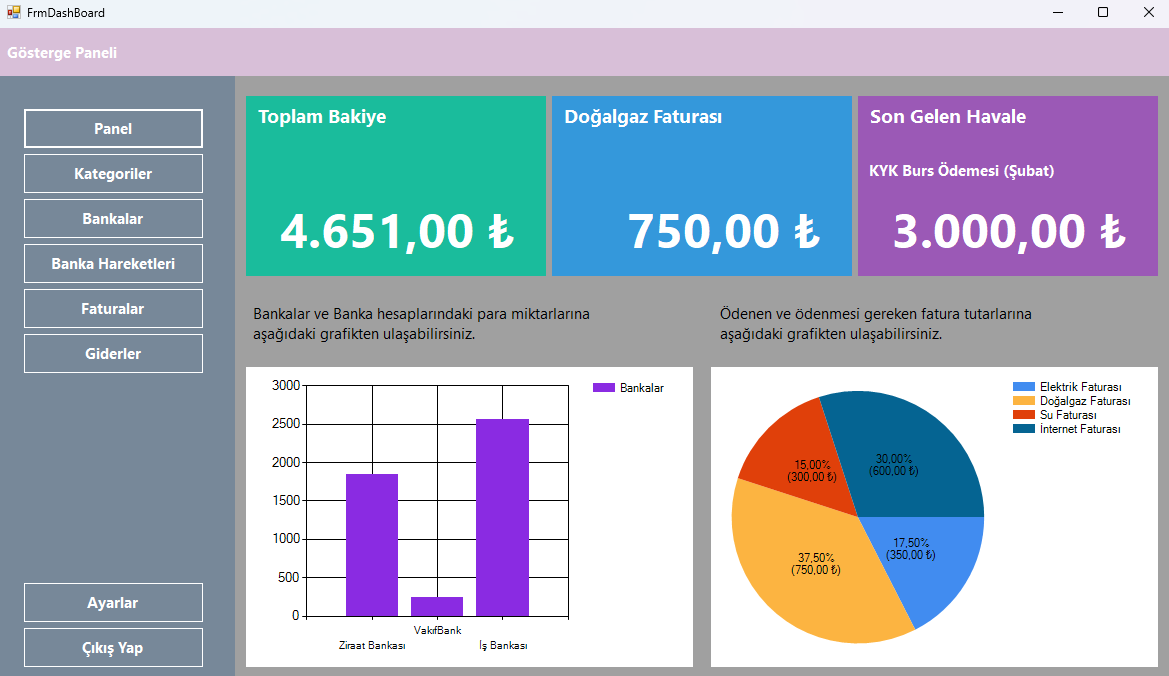 FrmDashBoard
Gösterge Paneli
Panel
Kategoriler
Bankalar
Banka Hareketleri
Faturalar
Giderler
Ayarlar
Çıkış Yap
Toplam Bakiye
4.651,00 ₺
Doğalgaz Faturası
750,00 ₺
Son Gelen Havale
KYK Burs Ödemesi (Şubat)
3.000,00 ₺
Bankalar ve Banka hesaplarındaki para miktarlarına
aşağıdaki grafikten ulaşabilirsiniz.
Ödenen ve ödenmesi gereken fatura tutarlarına
aşağıdaki grafikten ulaşabilirsiniz.
3000
2500
2000
1500
1000
500
0
Ziraat Bankası
VakıfBank
İş Bankası
Bankalar
Elektrik Faturası
Doğalgaz Faturası
Su Faturası
İnternet Faturası
15,00%
(300,00 ₺)
30,00%
(600,00 ₺)
17,50%
(350,00 ₺)
37,50%
(750,00 ₺)